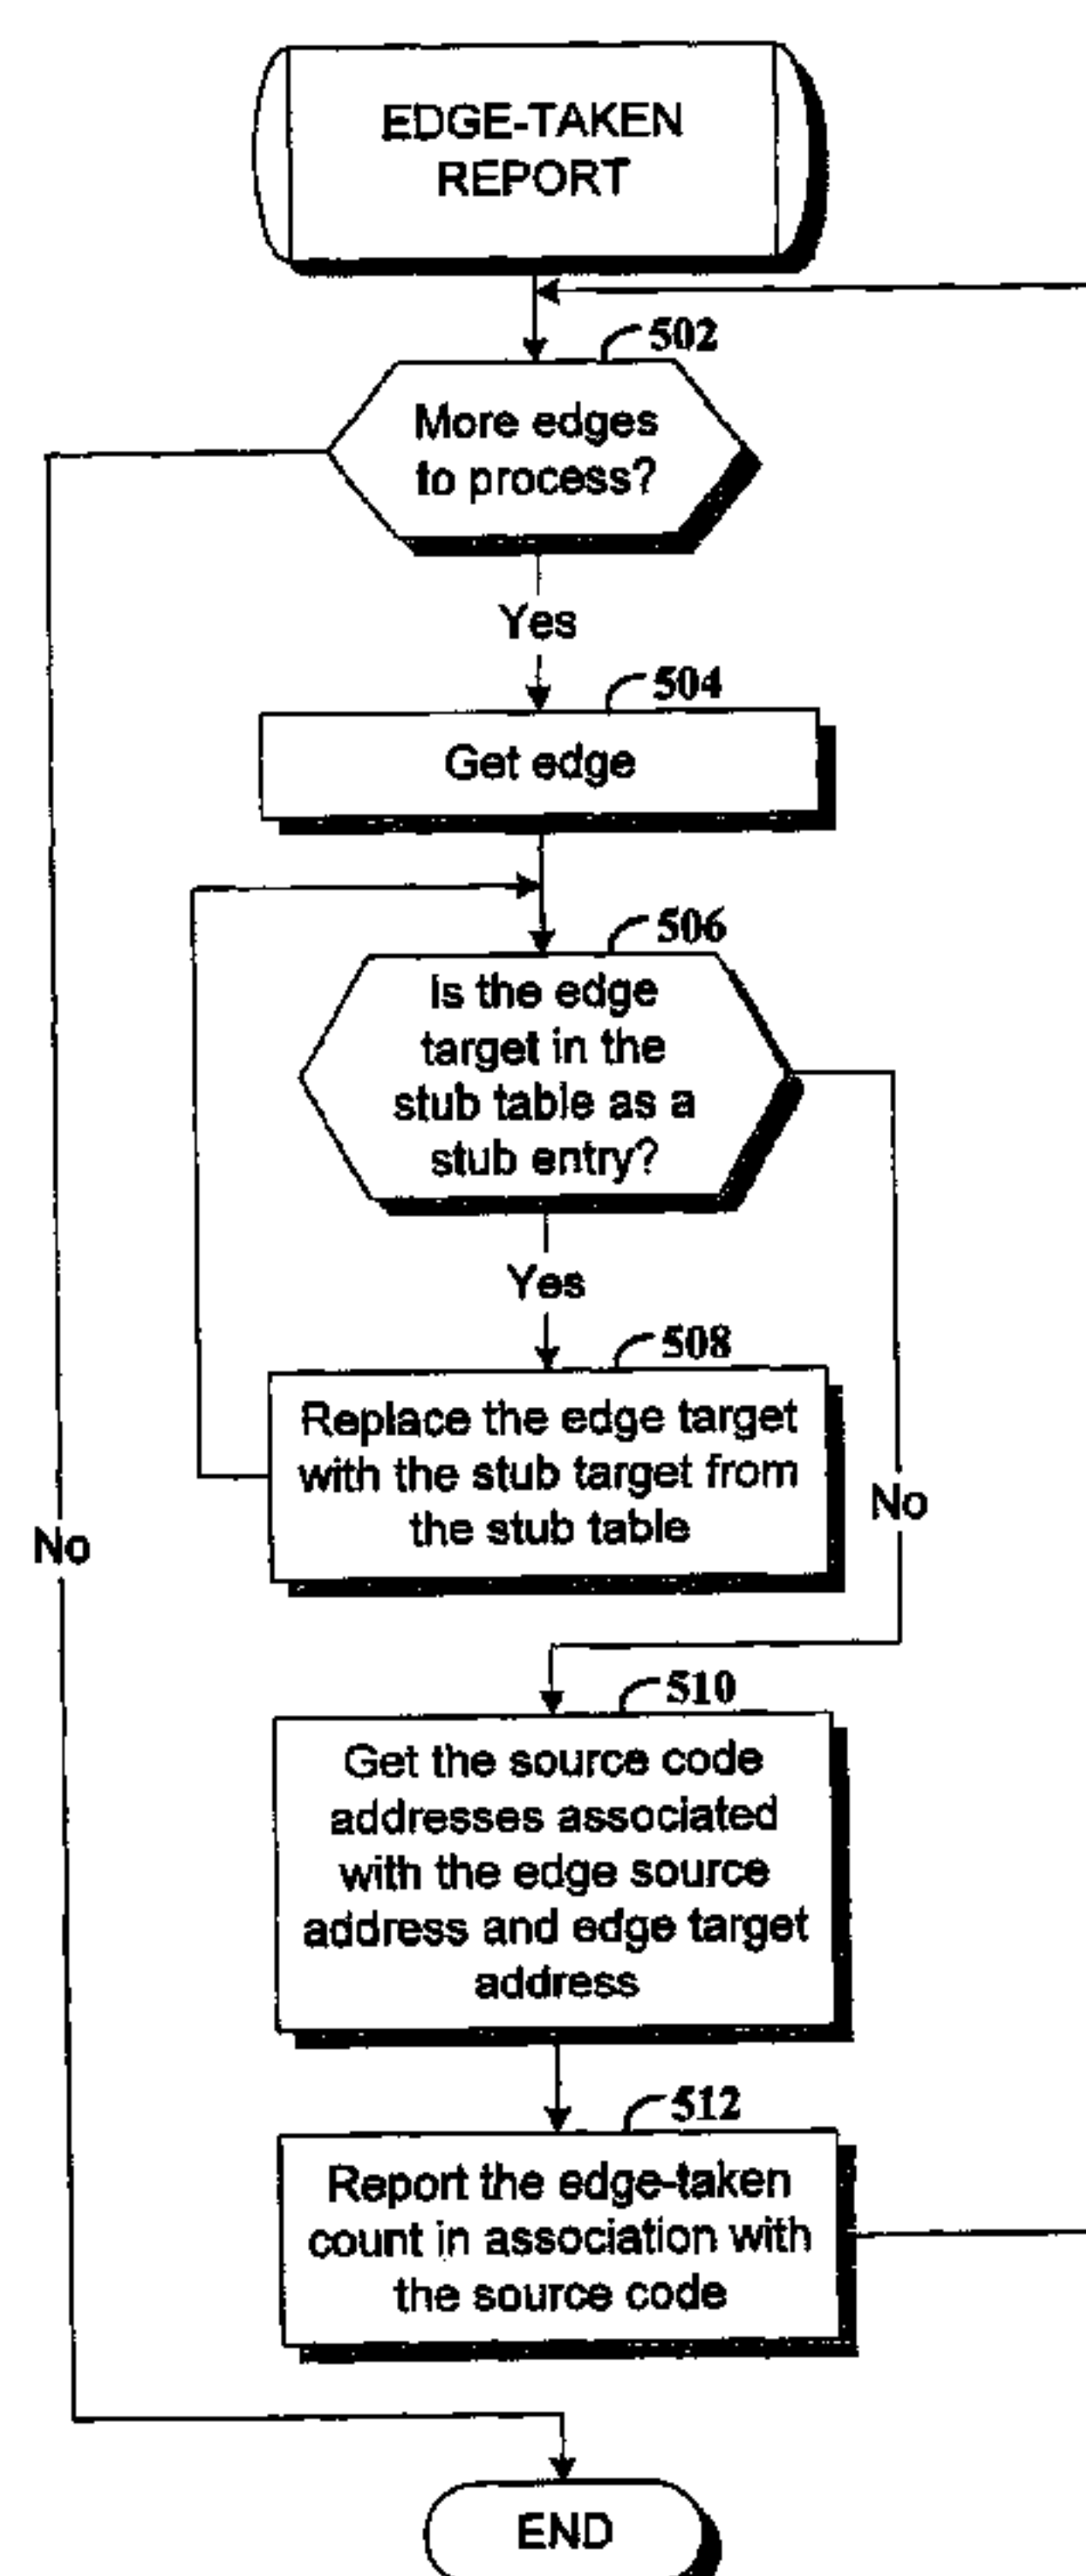 EDGE-TAKEN
REPORT
502
More edges
to process?
Yes
504
Get edge
506
Is the edge
target in the
stub table as a
stub entry?
Yes
508
Replace the edge target
with the stub target from
the stub table
No
No
510
Get the source code
addresses associated
with the edge source
address and edge target
address
512
Report the edge-taken
count in association with
the source code
END